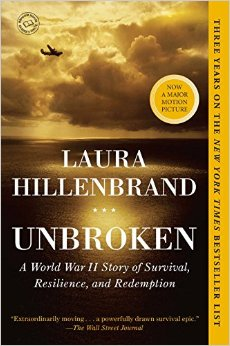 NOW
A MAJOR
MOTION
PICTURE
LAURA
HILLENBRAND
UNBROKEN
A World War II Story of Survival,
Resilience, and Redemption
"Extraordinarily moving . . . a powerfully drawn survival epic."
—The Wall Street Journal
THREE YEARS ON THE NEW YORK TIMES BESTSELLER LIST